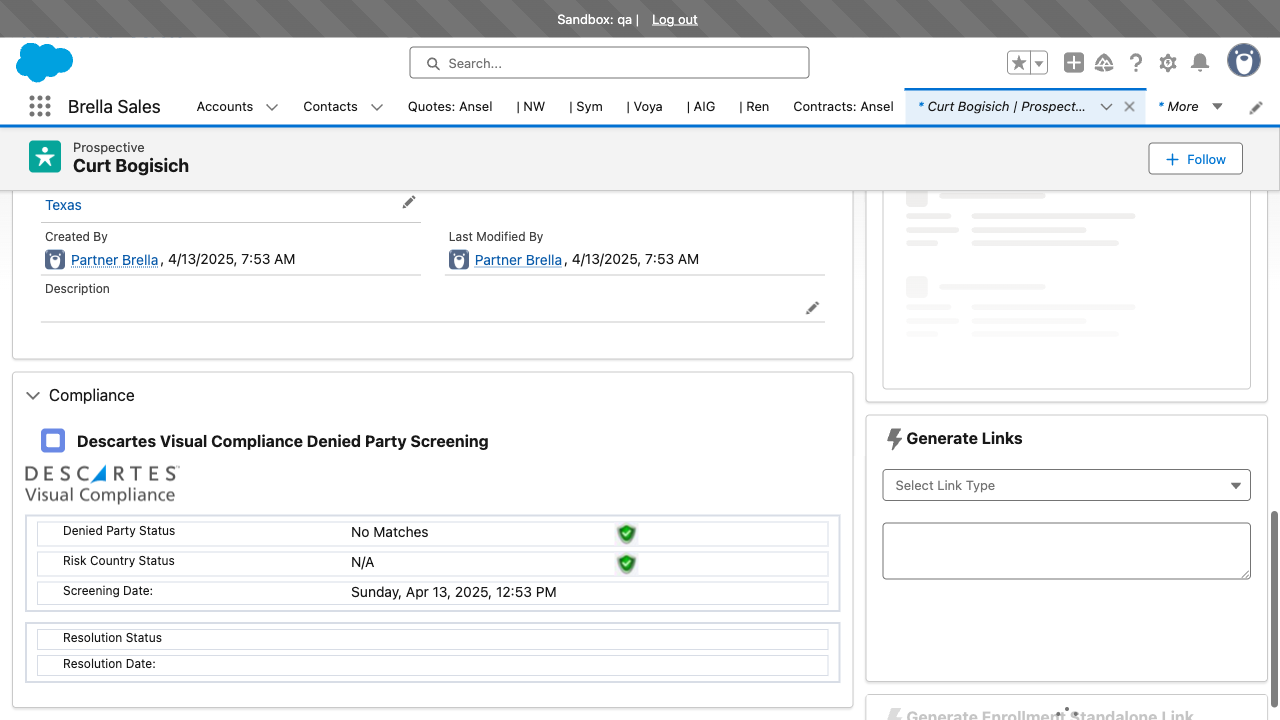 Sandbox: qa | Log out
Search...
Brella Sales
Accounts
Contacts
Quotes: Ansel
| NW
| Sym
| Voya
| AIG
| Ren
Contracts: Ansel
* Curt Bogisich | Prospect...
* More
Prospective
Curt Bogisich
Follow
Texas
Created By
Partner Brella, 4/13/2025, 7:53 AM
Last Modified By
Partner Brella, 4/13/2025, 7:53 AM
Description
Compliance
Descartes Visual Compliance Denied Party Screening
DESCARTES™
Visual Compliance
Denied Party Status No Matches
Risk Country Status N/A
Screening Date: Sunday, Apr 13, 2025, 12:53 PM
Resolution Status
Resolution Date:
Generate Links
Select Link Type
Generate Enrollment Standalone Link